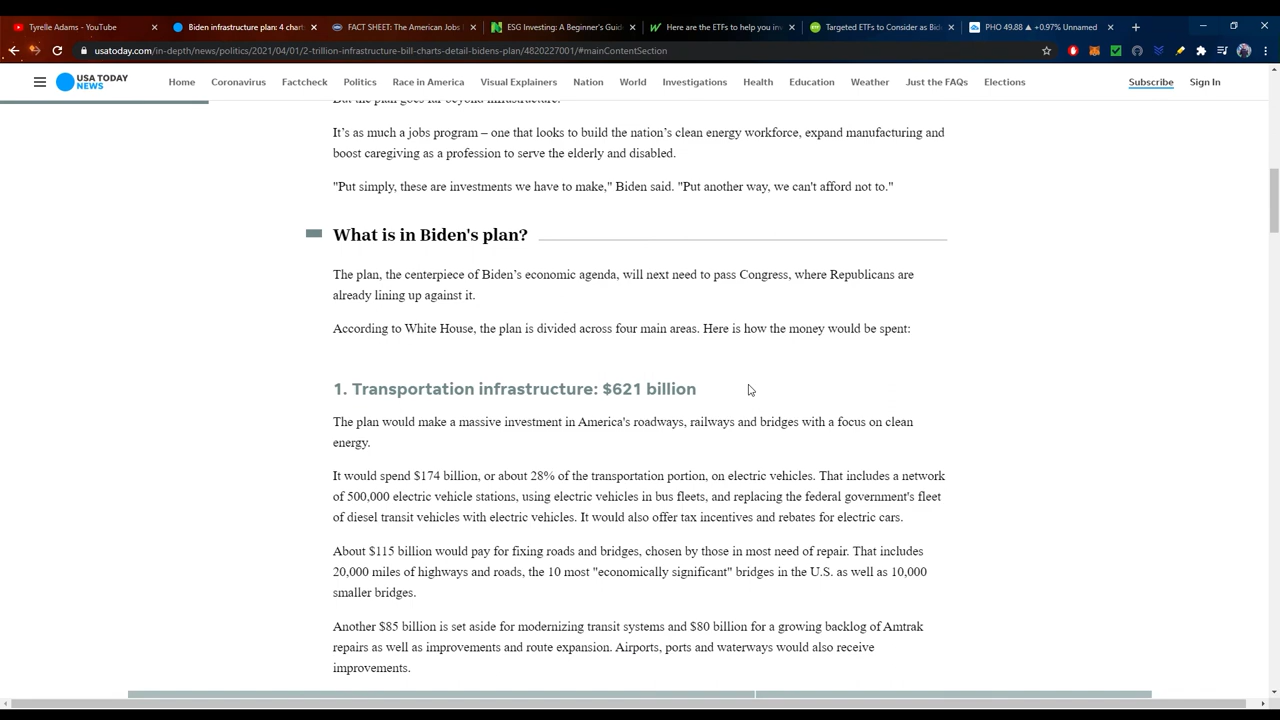 Tyrelle Adams - YouTube
Biden infrastructure plan: 4 charts
FACT SHEET: The American Jobs
ESG Investing: A Beginner's Guid
Here are the ETFs to help you inv
Targeted ETFs to Consider as Bid
PHO 49.88 ▲ +0.97% Unnamed
usatoday.com/in-depth/news/politics/2021/04/01/2-trillion-infrastructure-bill-charts-detail-bidens-plan/4820227001/#mainContentSection
USA TODAY
NEWS
Home
Coronavirus
Factcheck
Politics
Race in America
Visual Explainers
Nation
World
Investigations
Health
Education
Weather
Just the FAQs
Elections
Subscribe
Sign In
But the plan goes far beyond infrastructure.
It's as much a jobs program – one that looks to build the nation's clean energy workforce, expand manufacturing and
boost caregiving as a profession to serve the elderly and disabled.
"Put simply, these are investments we have to make," Biden said. "Put another way, we can't afford not to."
What is in Biden's plan?
The plan, the centerpiece of Biden's economic agenda, will next need to pass Congress, where Republicans are
already lining up against it.
According to White House, the plan is divided across four main areas. Here is how the money would be spent:
1. Transportation infrastructure: $621 billion
The plan would make a massive investment in America's roadways, railways and bridges with a focus on clean
energy.
It would spend $174 billion, or about 28% of the transportation portion, on electric vehicles. That includes a network
of 500,000 electric vehicle stations, using electric vehicles in bus fleets, and replacing the federal government's fleet
of diesel transit vehicles with electric vehicles. It would also offer tax incentives and rebates for electric cars.
About $115 billion would pay for fixing roads and bridges, chosen by those in most need of repair. That includes
20,000 miles of highways and roads, the 10 most "economically significant" bridges in the U.S. as well as 10,000
smaller bridges.
Another $85 billion is set aside for modernizing transit systems and $80 billion for a growing backlog of Amtrak
repairs as well as improvements and route expansion. Airports, ports and waterways would also receive
improvements.